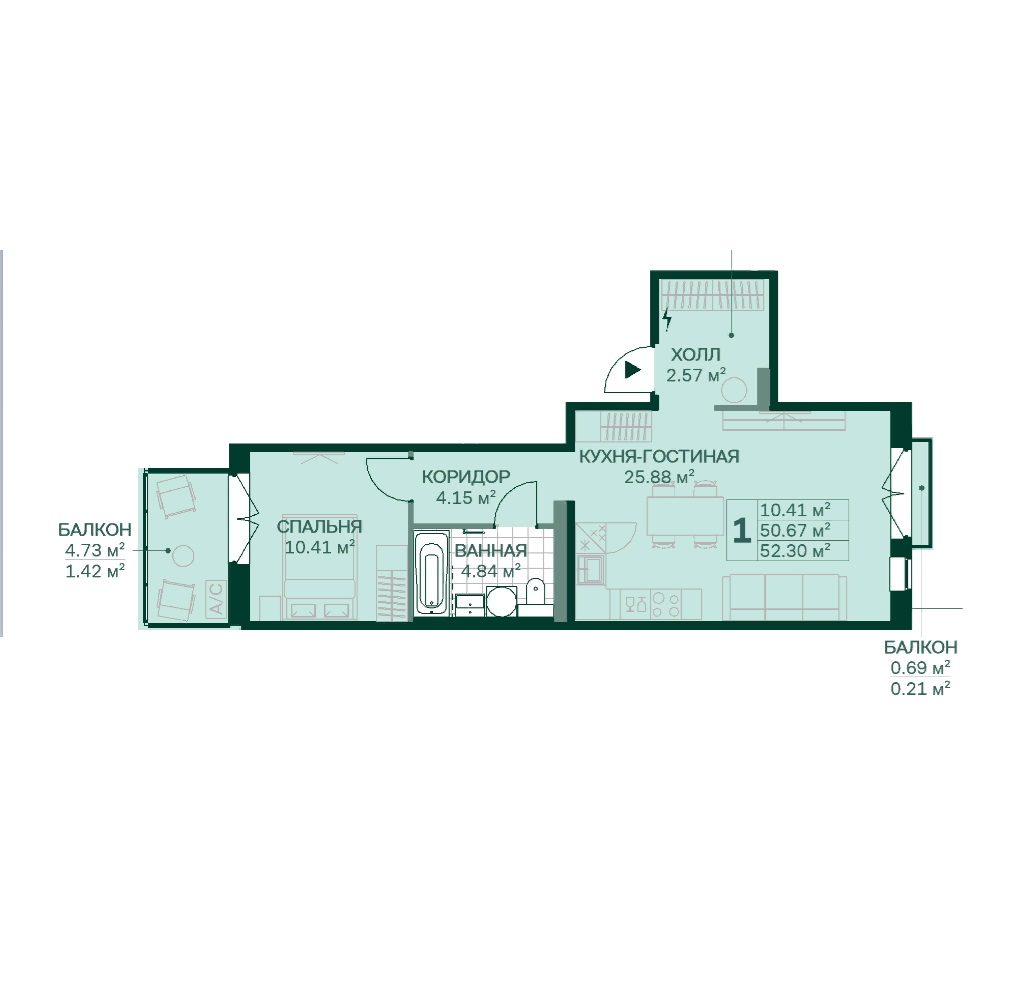 ХОЛЛ
2.57 м²
КУХНЯ-ГОСТИНАЯ
25.88 м²
КОРИДОР
4.15 м²
1
10.41 м²
50.67 м²
52.30 м²
СПАЛЬНЯ
10.41 м²
БАЛКОН
4.73 м²
1.42 м²
ВАННАЯ
4.84 м²
A/C
БАЛКОН
0.69 м²
0.21 м²